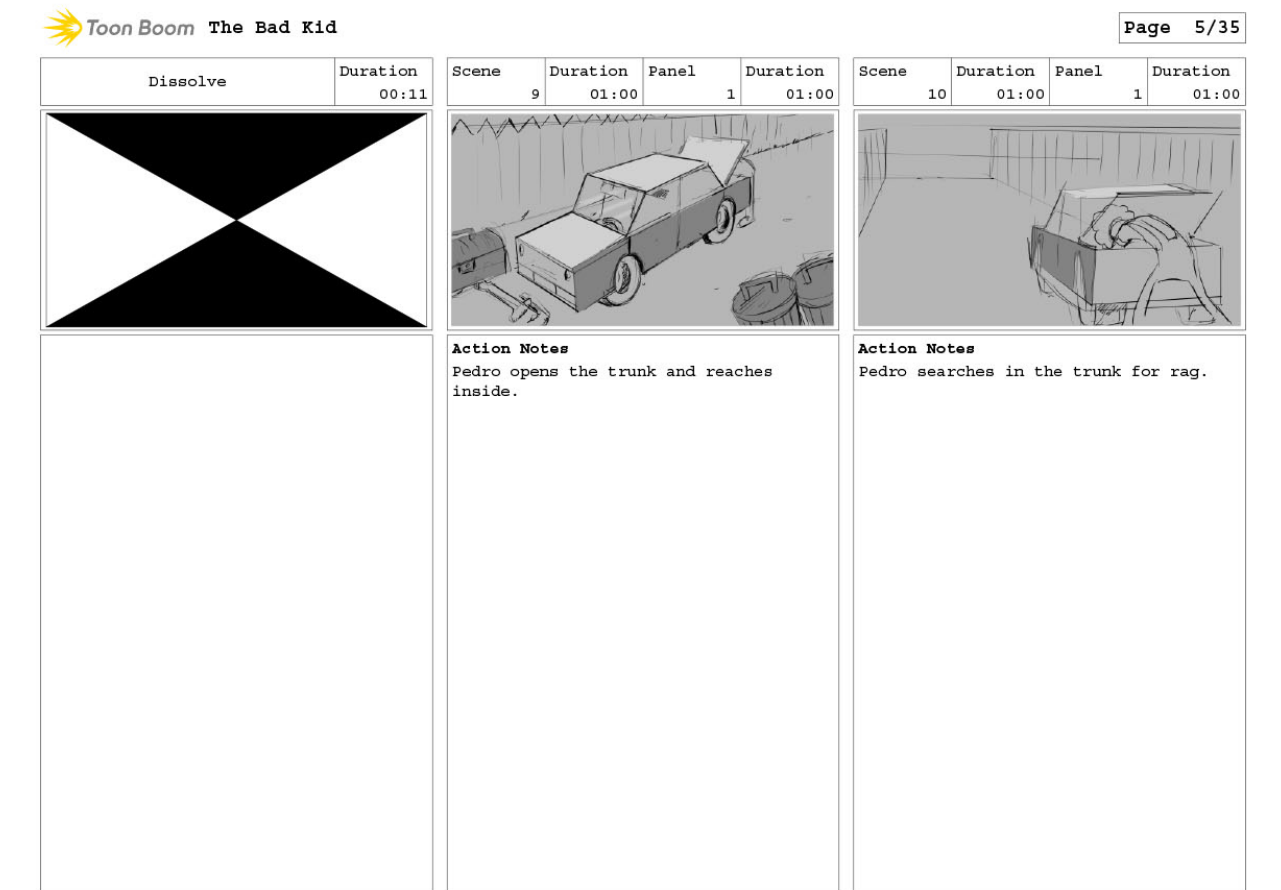 Toon Boom The Bad Kid
Page 5/35
Dissolve
Duration
00:11
Scene Duration Panel Duration
9 01:00 1 01:00
Scene Duration Panel Duration
10 01:00 1 01:00
Action Notes
Pedro opens the trunk and reaches
inside.
Action Notes
Pedro searches in the trunk for rag.